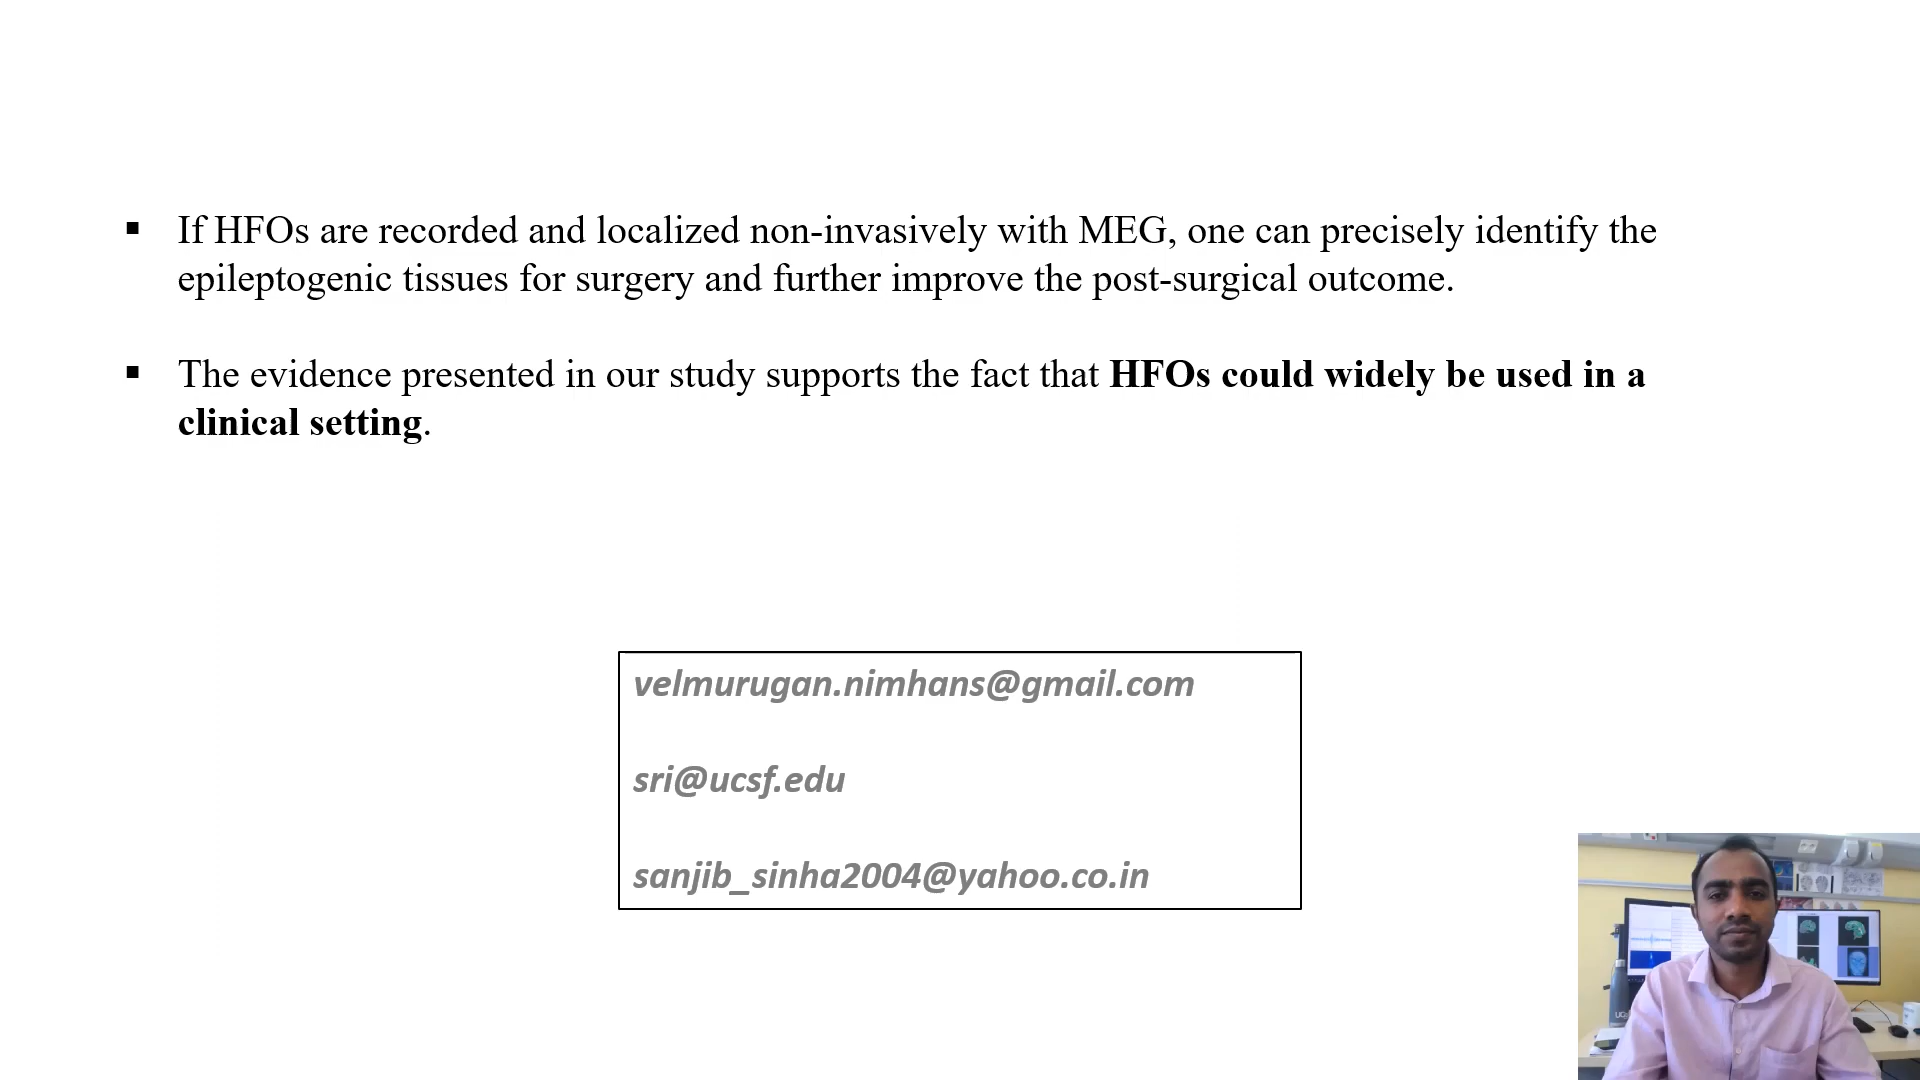 ▪ If HFOs are recorded and localized non-invasively with MEG, one can precisely identify the
epileptogenic tissues for surgery and further improve the post-surgical outcome.
▪ The evidence presented in our study supports the fact that HFOs could widely be used in a
clinical setting.
velmurugan.nimhans@gmail.com
sri@ucsf.edu
sanjib_sinha2004@yahoo.co.in